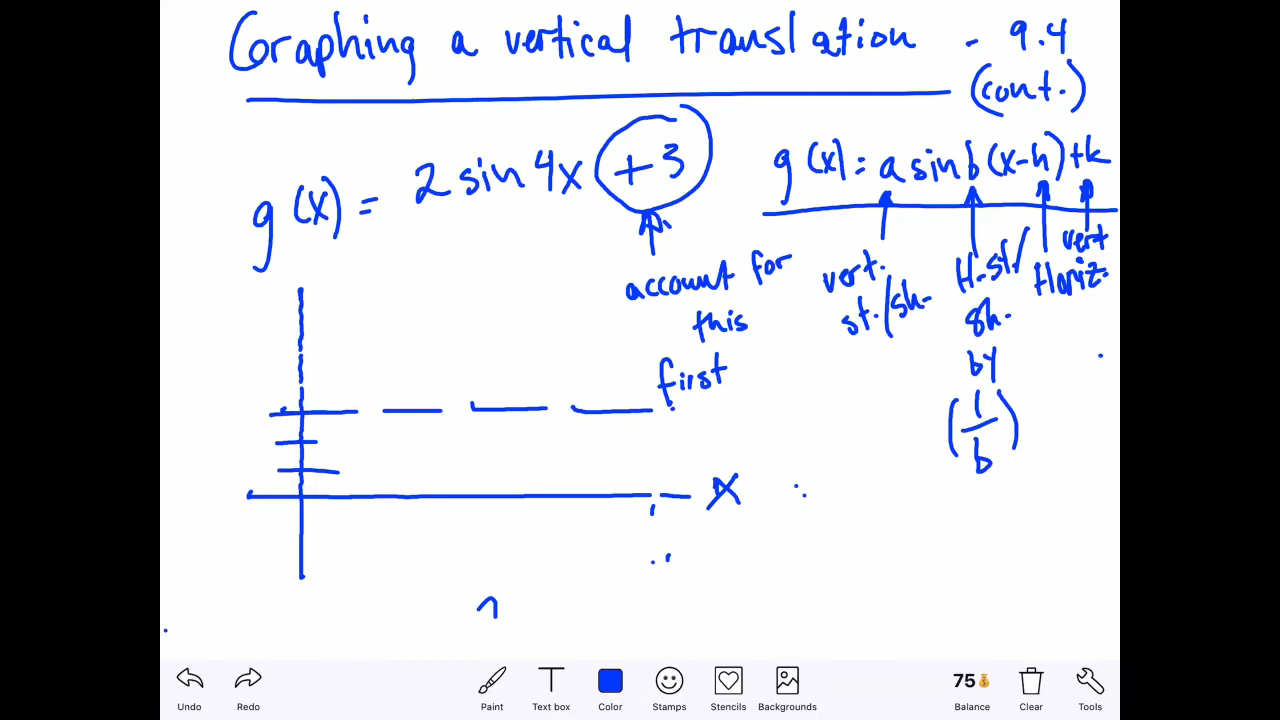 Graphing a vertical translation - 9.4
(cont.)
g(x) = 2 sin 4x + 3
g(x) = a sin b(x-h)+k
account for
this
first
vert.
st./sh.
H-st/
sh.
by
(1/b)
Horiz.
vert
x
Undo
Redo
Paint
Text box
Color
Stamps
Stencils
Backgrounds
75
Balance
Clear
Tools